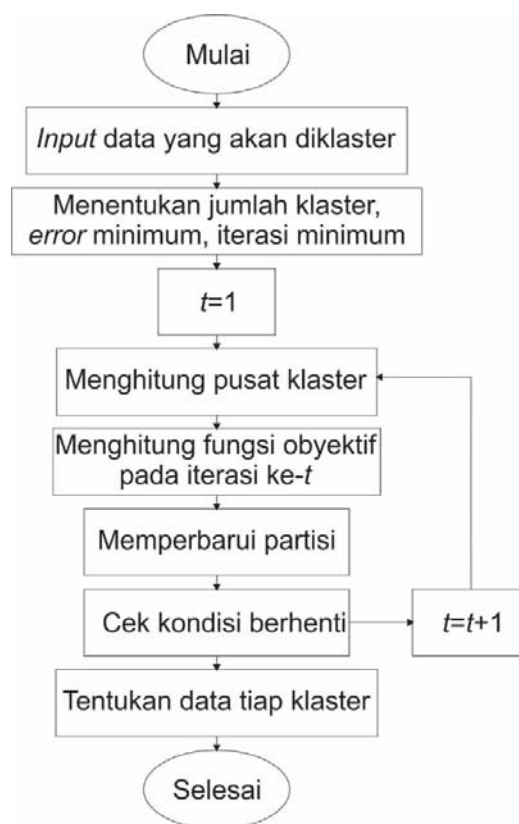 Mulai
Input data yang akan diklaster
Menentukan jumlah klaster,
error minimum, iterasi minimum
t=1
Menghitung pusat klaster
Menghitung fungsi obyektif
pada iterasi ke-t
Memperbarui partisi
Cek kondisi berhenti
t=t+1
Tentukan data tiap klaster
Selesai